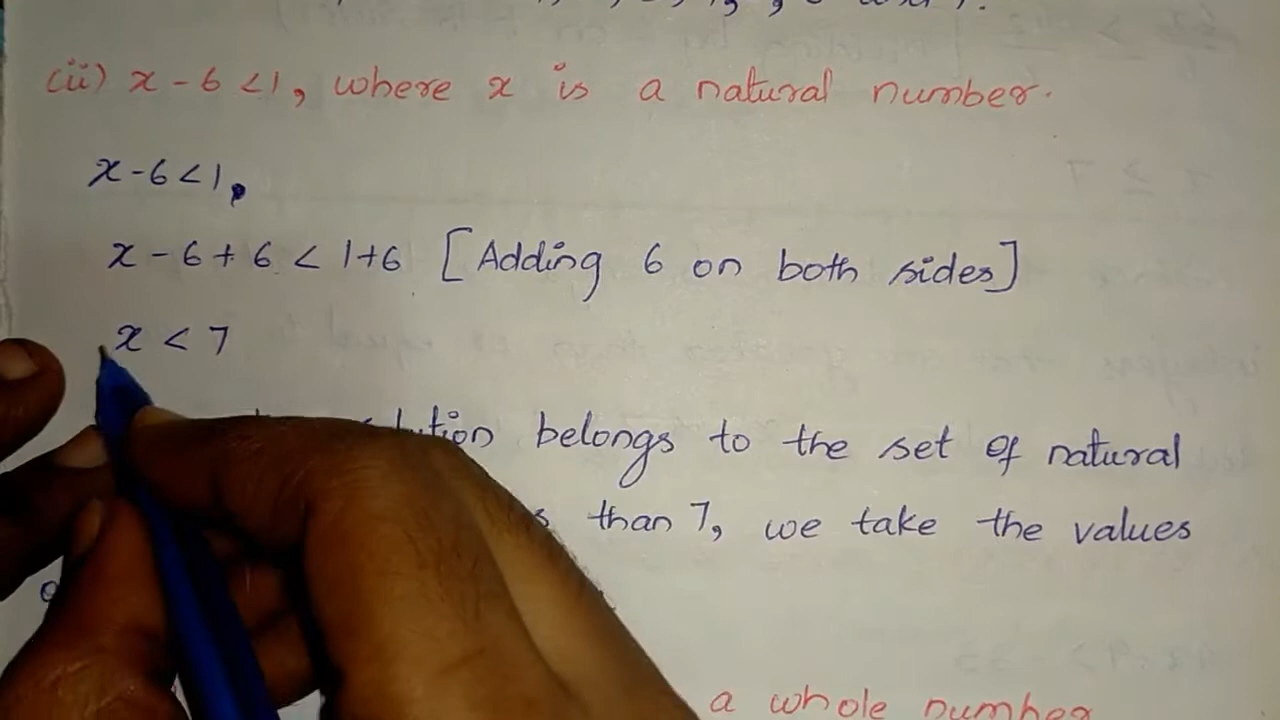 (ii) x - 6 < 1, where x is a natural number.
x - 6 < 1,
x - 6 + 6 < 1 + 6 [Adding 6 on both sides]
x < 7
belongs to the set of natural
than 7, we take the values
a whole number